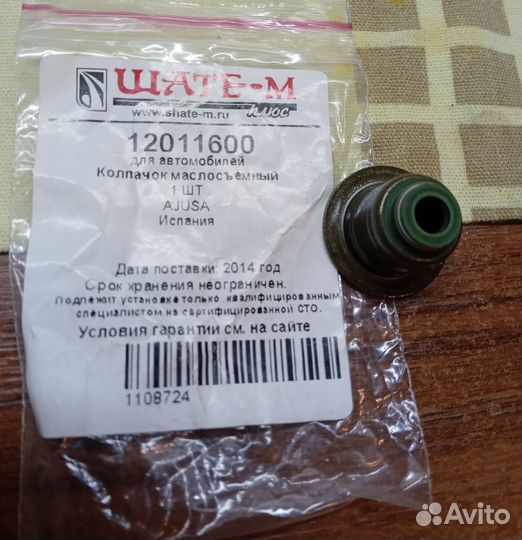 ШАТЕ-М
плюс
www.shate-m.ru
12011600
для автомобилей
Колпачок маслосъемный
1 ШТ
AJUSA
Испания
Дата поставки: 2014 год
Срок хранения неограничен.
Подлежит установке только квалифицированным
специалистом на сертифицированной СТО.
Условия гарантии см. на сайте
1108724
Avito